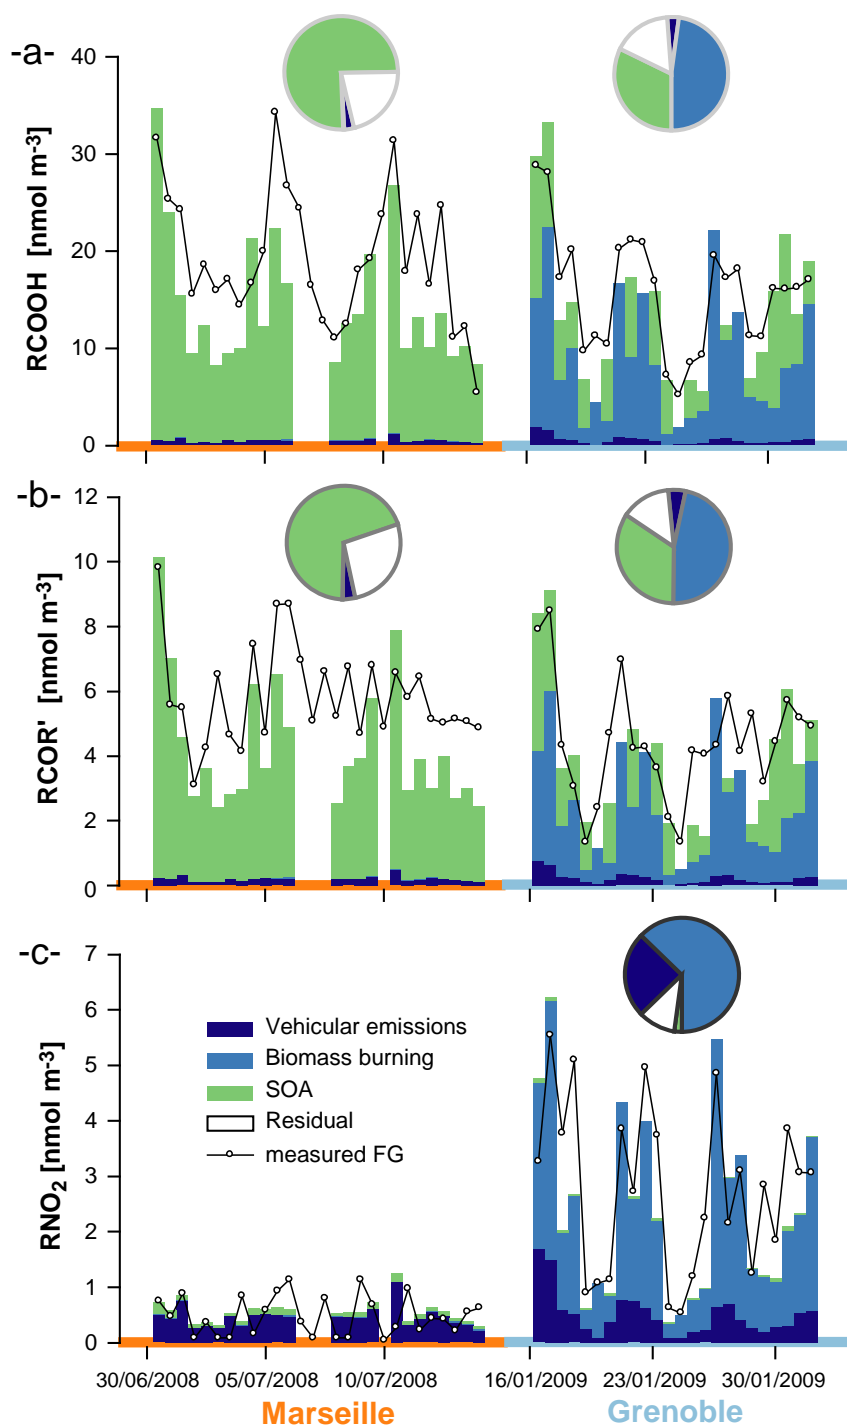 -a-
40
30
20
10
0
RCOOH [nmol m-3]
-b-
12
10
8
6
4
2
0
RCOR' [nmol m-3]
-c-
7
6
5
4
3
2
1
0
RNO2 [nmol m-3]
Vehicular emissions
Biomass burning
SOA
Residual
measured FG
30/06/2008 05/07/2008 10/07/2008 16/01/2009 23/01/2009 30/01/2009
Marseille Grenoble